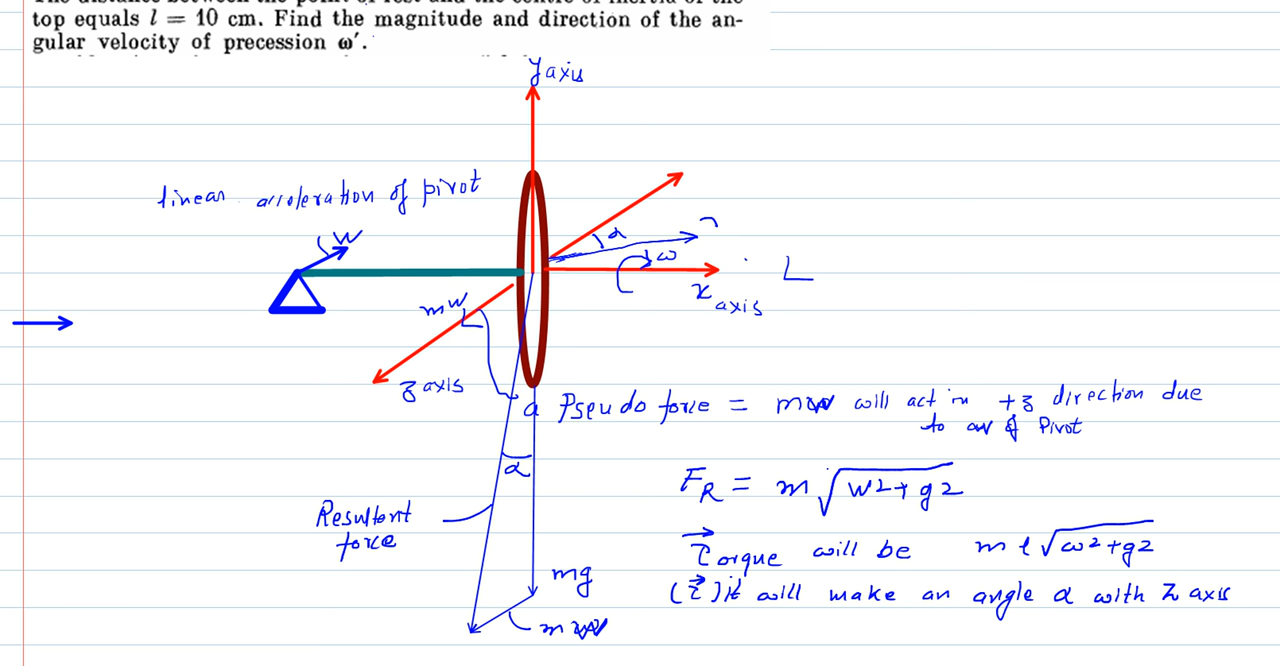 top equals l = 10 cm. Find the magnitude and direction of the an-
gular velocity of precession ω′.
y axis
linear acceleration of pivot
w
α
τ
ω
L
x axis
mw
z axis
a Pseudo force = mw will act in +z direction due
to of Pivot
α
F_R = m√w2+g2
Resultant
force
Torque will be m l √ω2+g2
mg
(τ) it will make an angle α with Z axis
mw